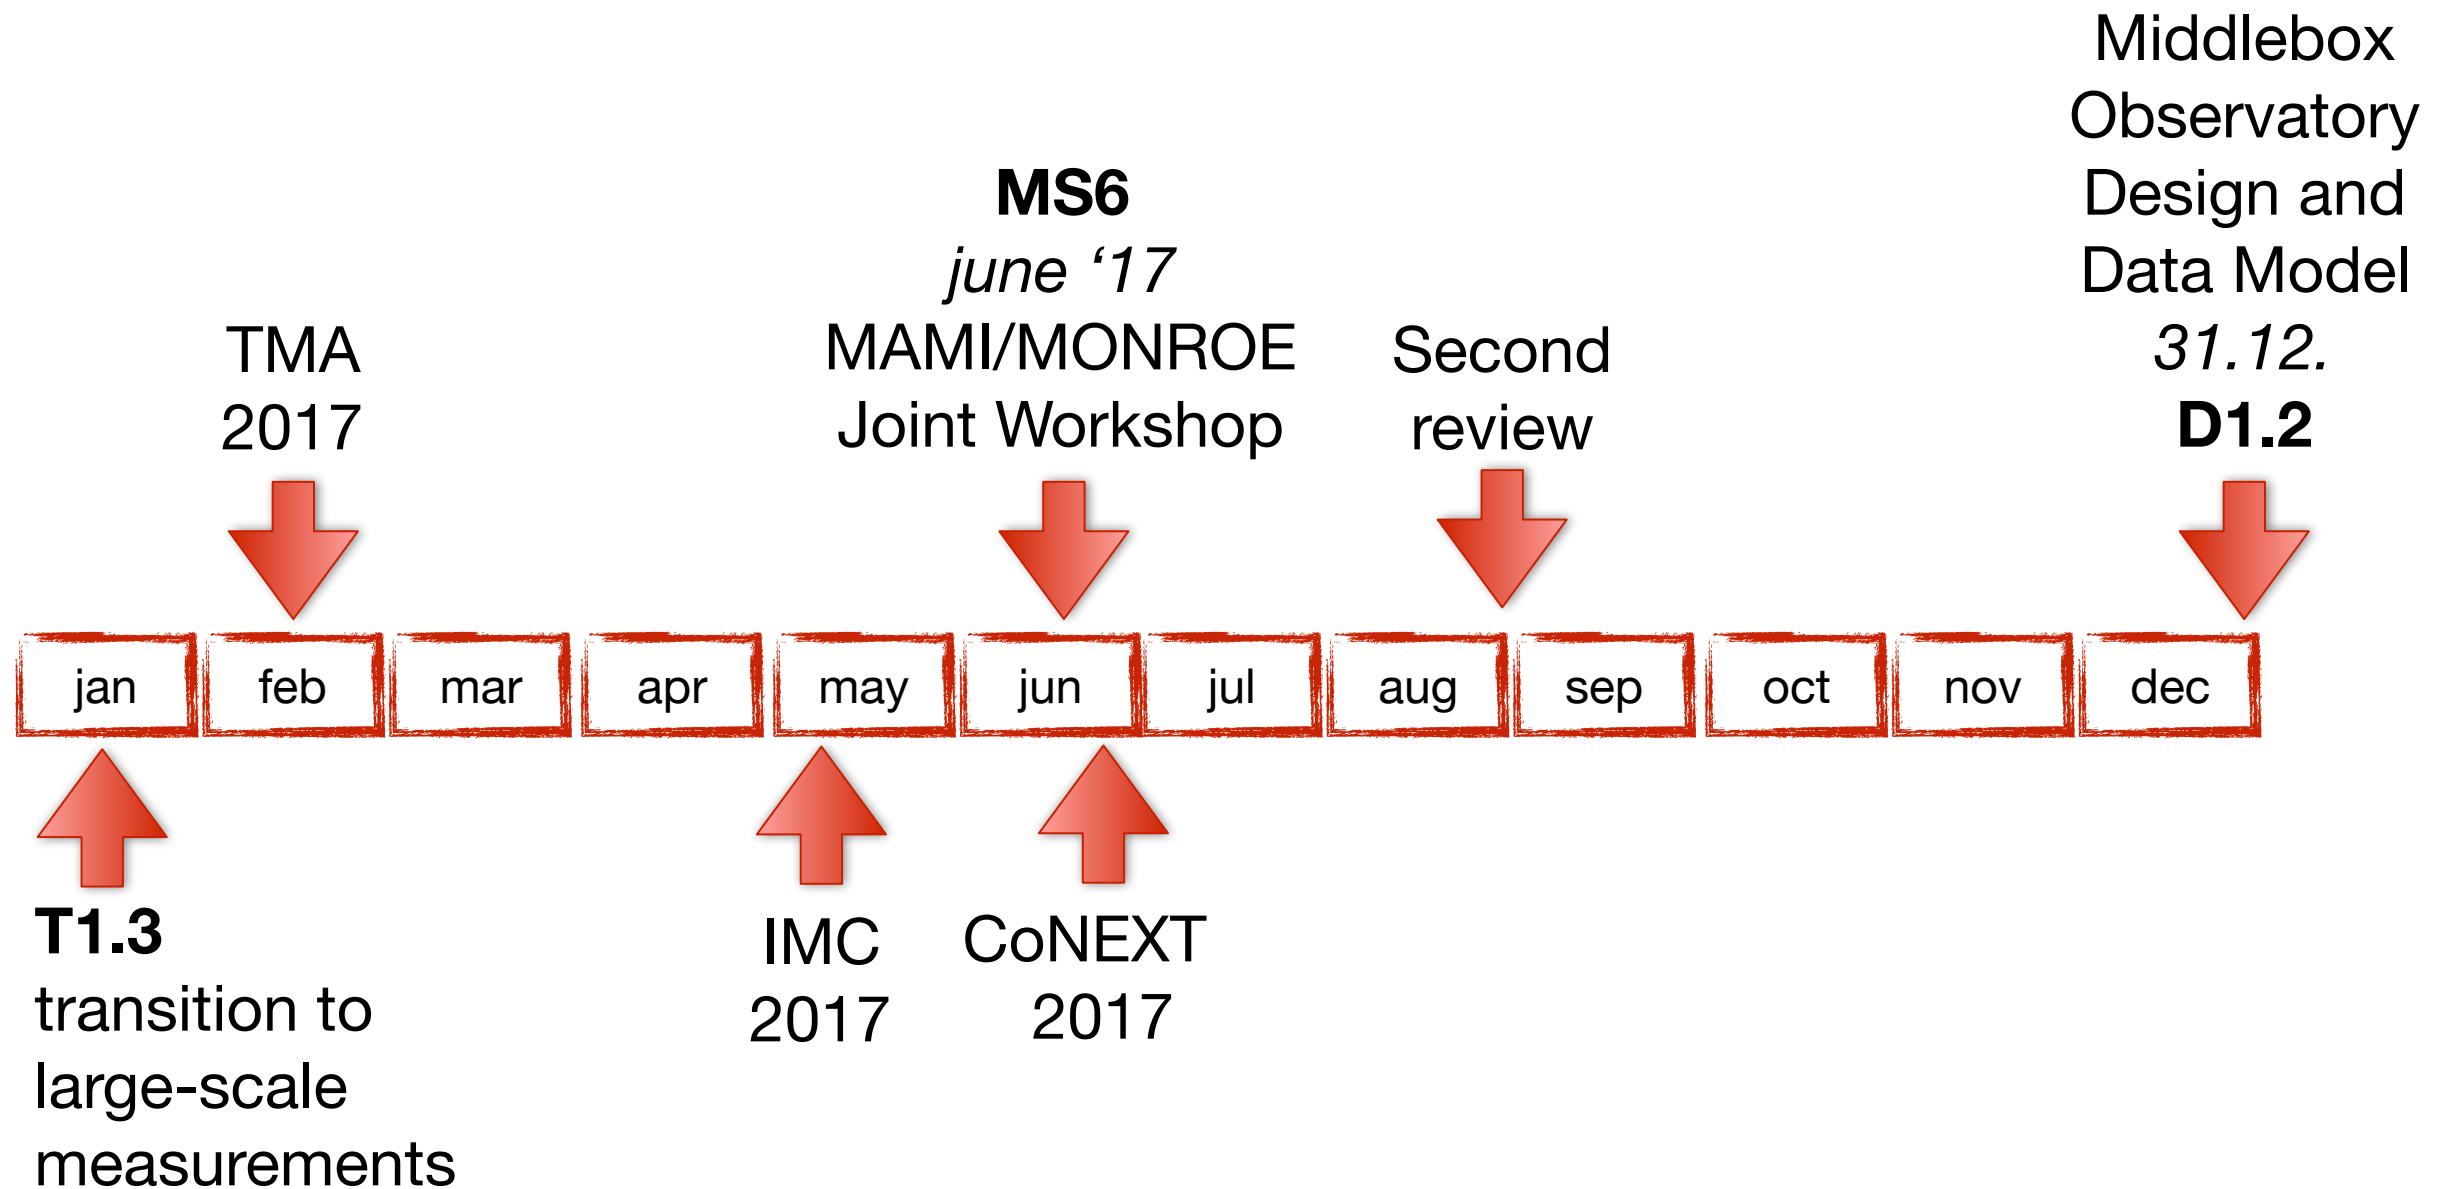 Middlebox
Observatory
Design and
Data Model
31.12.
D1.2
MS6
june ‘17
MAMI/MONROE
Joint Workshop
TMA
2017
Second
review
jan
feb
mar
apr
may
jun
jul
aug
sep
oct
nov
dec
T1.3
transition to
large-scale
measurements
IMC
2017
CoNEXT
2017